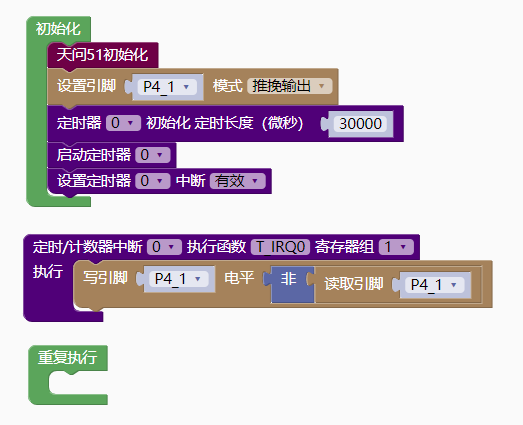 初始化
天问51初始化
设置引脚 P4_1 模式 推挽输出
定时器 0 初始化 定时长度（微秒） 30000
启动定时器 0
设置定时器 0 中断 有效
定时/计数器中断 0 执行函数 T_IRQ0 寄存器组 1
执行 写引脚 P4_1 电平 非 读取引脚 P4_1
重复执行